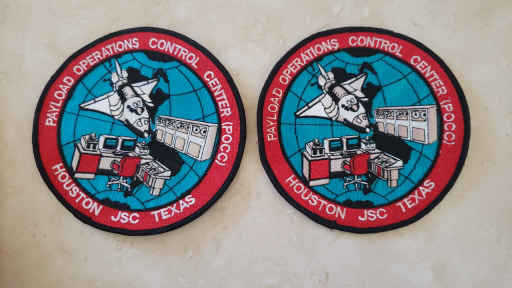 PAYLOAD OPERATIONS CONTROL CENTER (POCC)
HOUSTON JSC TEXAS
PAYLOAD OPERATIONS CONTROL CENTER (POCC)
HOUSTON JSC TEXAS